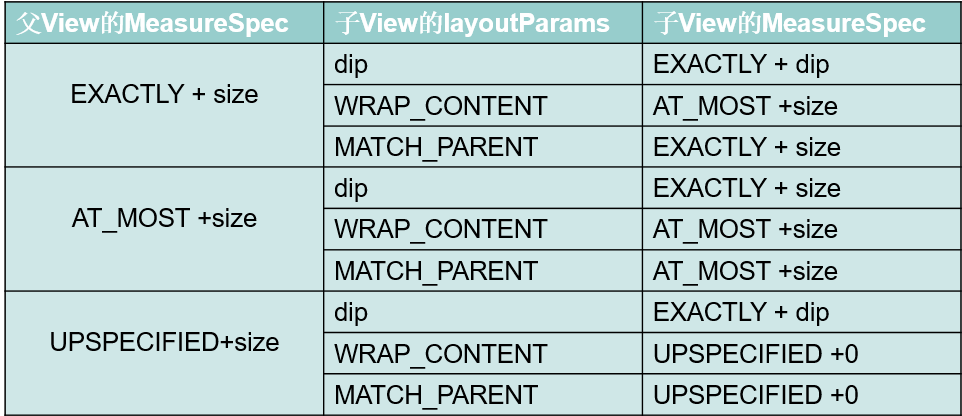 父View的MeasureSpec 子View的layoutParams 子View的MeasureSpec
EXACTLY + size
dip EXACTLY + dip
WRAP_CONTENT AT_MOST +size
MATCH_PARENT EXACTLY + size
AT_MOST +size
dip EXACTLY + size
WRAP_CONTENT AT_MOST +size
MATCH_PARENT AT_MOST +size
UPSPECIFIED+size
dip EXACTLY + dip
WRAP_CONTENT UPSPECIFIED +0
MATCH_PARENT UPSPECIFIED +0